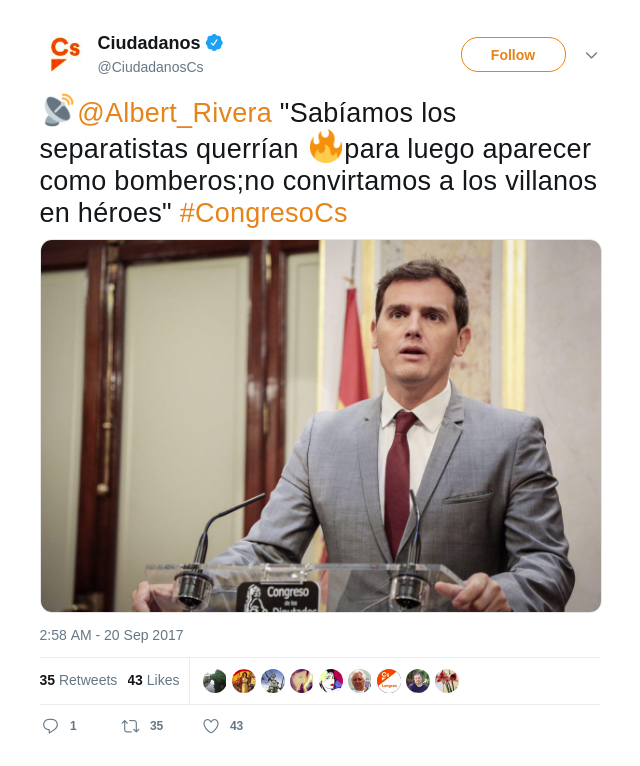 Cs
Ciudadanos
@CiudadanosCs
Follow
@Albert_Rivera "Sabíamos los
separatistas querrían 🔥para luego aparecer
como bomberos;no convirtamos a los villanos
en héroes" #CongresoCs
Congreso
de los
Diputados
2:58 AM - 20 Sep 2017
35 Retweets 43 Likes
1 35 43